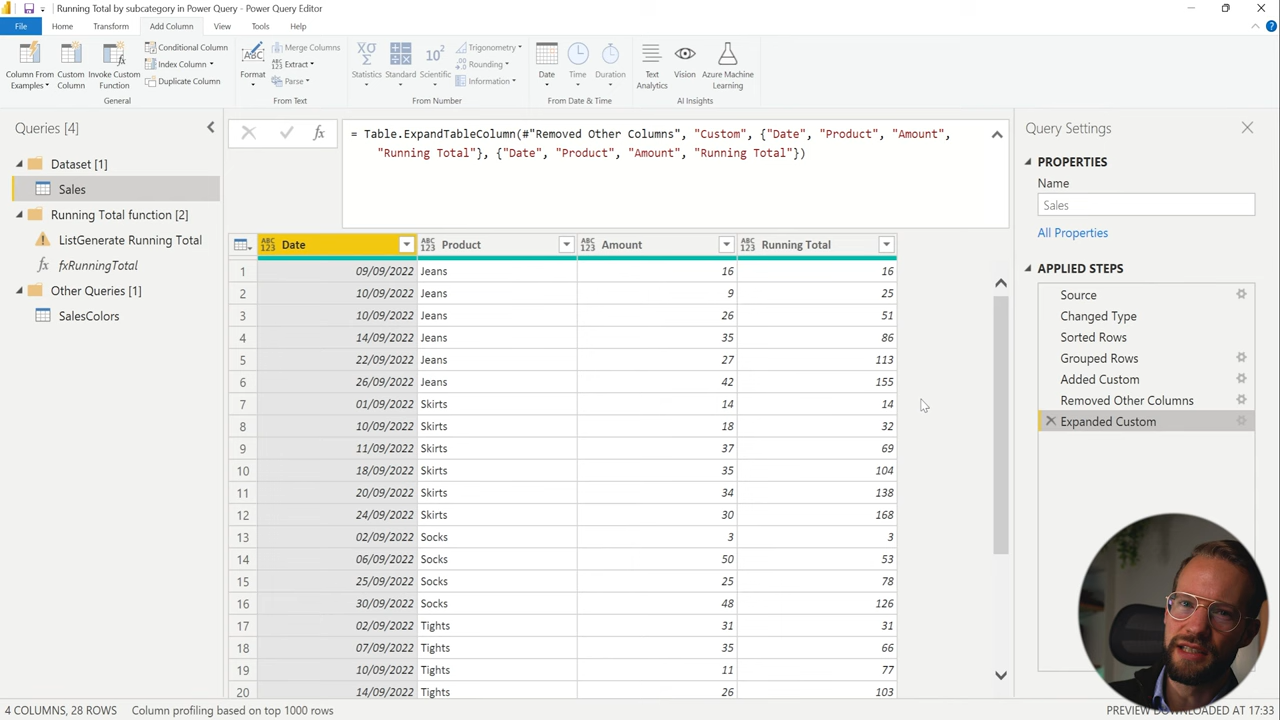 Running Total by subcategory in Power Query - Power Query Editor
File Home Transform Add Column View Tools Help
Column From Examples
Custom Column
Invoke Custom Function
General
Conditional Column
Index Column
Duplicate Column
Format
Merge Columns
Extract
Parse
From Text
Statistics
Standard
Scientific
Trigonometry
Rounding
Information
From Number
Date
Time
Duration
From Date & Time
Text Analytics
Vision
Azure Machine Learning
AI Insights
Queries [4]
Dataset [1]
Sales
Running Total function [2]
ListGenerate Running Total
fxRunningTotal
Other Queries [1]
SalesColors
= Table.ExpandTableColumn(#"Removed Other Columns", "Custom", {"Date", "Product", "Amount",
"Running Total"}, {"Date", "Product", "Amount", "Running Total"})
Date Product Amount Running Total
1 09/09/2022 Jeans 16 16
2 10/09/2022 Jeans 9 25
3 10/09/2022 Jeans 26 51
4 14/09/2022 Jeans 35 86
5 22/09/2022 Jeans 27 113
6 26/09/2022 Jeans 42 155
7 01/09/2022 Skirts 14 14
8 10/09/2022 Skirts 18 32
9 11/09/2022 Skirts 37 69
10 18/09/2022 Skirts 35 104
11 20/09/2022 Skirts 34 138
12 24/09/2022 Skirts 30 168
13 02/09/2022 Socks 3 3
14 06/09/2022 Socks 50 53
15 25/09/2022 Socks 25 78
16 30/09/2022 Socks 48 126
17 02/09/2022 Tights 31 31
18 07/09/2022 Tights 35 66
19 10/09/2022 Tights 11 77
20 14/09/2022 Tights 26 103
Query Settings
PROPERTIES
Name
Sales
All Properties
APPLIED STEPS
Source
Changed Type
Sorted Rows
Grouped Rows
Added Custom
Removed Other Columns
Expanded Custom
4 COLUMNS, 28 ROWS Column profiling based on top 1000 rows
PREVIEW DOWNLOADED AT 17:33